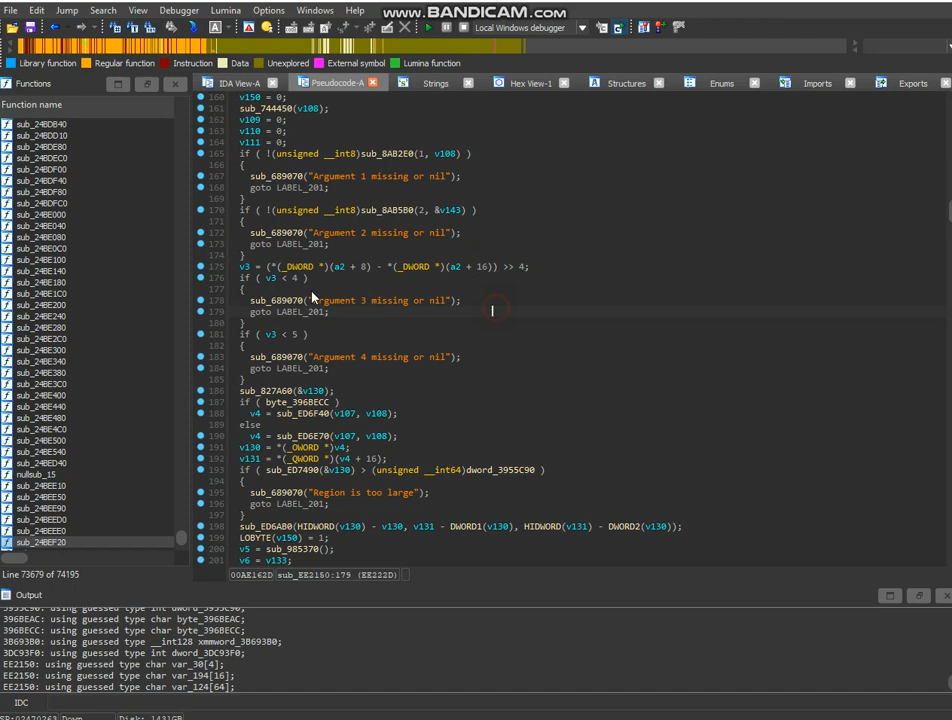 www.BANDICAM.com
File Jump Search View Debugger Lumina Options Windows Help
Local Windows debugger
Library function Regular function Instruction Data Unexplored External symbol Lumina function
Functions
IDA View-A Pseudocode-A Strings Hex View-1 Structures Enums Imports Exports
Function name
sub_24BDB40
sub_24BDD10
sub_24BDE80
sub_24BDEC0
sub_24BDF00
sub_24BDF40
sub_24BDF80
sub_24BDFC0
sub_24BE000
sub_24BE040
sub_24BE080
sub_24BE0C0
sub_24BE100
sub_24BE140
sub_24BE180
sub_24BE1C0
sub_24BE200
sub_24BE240
sub_24BE280
sub_24BE2C0
sub_24BE300
sub_24BE340
sub_24BE380
sub_24BE3C0
sub_24BE400
sub_24BE440
sub_24BE480
sub_24BE4C0
sub_24BE500
sub_24BE540
sub_24BED40
nullsub_15
sub_24BEE10
sub_24BEE50
sub_24BEE90
sub_24BEED0
sub_24BEEE0
sub_24BEF20
Line 73679 of 74195
160 v150 = 0;
161 sub_744450(v108);
162 v109 = 0;
163 v110 = 0;
164 v111 = 0;
165 if ( !(unsigned __int8)sub_8AB2E0(1, v108) )
166 {
167 sub_689070("Argument 1 missing or nil");
168 goto LABEL_201;
169 }
170 if ( !(unsigned __int8)sub_8AB5B0(2, &v143) )
171 {
172 sub_689070("Argument 2 missing or nil");
173 goto LABEL_201;
174 }
175 v3 = (*(_DWORD *)(a2 + 8) - *(_DWORD *)(a2 + 16)) >> 4;
176 if ( v3 < 4 )
177 {
178 sub_689070("Argument 3 missing or nil");
179 goto LABEL_201;
180 }
181 if ( v3 < 5 )
182 {
183 sub_689070("Argument 4 missing or nil");
184 goto LABEL_201;
185 }
186 sub_827A60(&v130);
187 if ( byte_396BECC )
188 v4 = sub_ED6F40(v107, v108);
189 else
190 v4 = sub_ED6E70(v107, v108);
191 v130 = *(_OWORD *)v4;
192 v131 = *(_QWORD *)(v4 + 16);
193 if ( sub_ED7490(&v130) > (unsigned __int64)dword_3955C90 )
194 {
195 sub_689070("Region is too large");
196 goto LABEL_201;
197 }
198 sub_ED6AB0(HIDWORD(v130) - v130, v131 - DWORD1(v130), HIDWORD(v131) - DWORD2(v130));
199 LOBYTE(v150) = 1;
200 v5 = sub_985370();
201 v6 = v133;
00AE162D sub_EE2150:179 (EE222D)
Output
3955C90: using guessed type int dword_3955C90;
396BEAC: using guessed type char byte_396BEAC;
396BECC: using guessed type char byte_396BECC;
3B693B0: using guessed type __int128 xmmword_3B693B0;
3DC93F0: using guessed type int dword_3DC93F0;
EE2150: using guessed type char var_30[4];
EE2150: using guessed type char var_194[16];
EE2150: using guessed type char var_124[64];
IDC